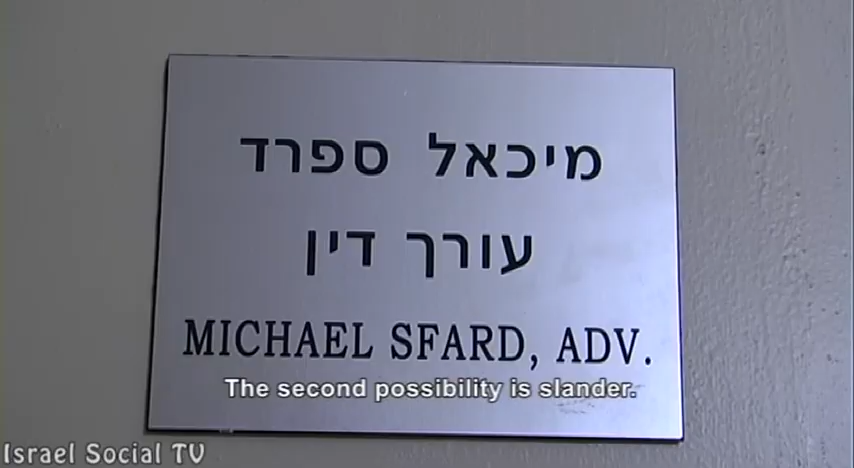 מיכאל ספרד
עורך דין
MICHAEL SFARD, ADV.
The second possibility is slander.
Israel Social TV